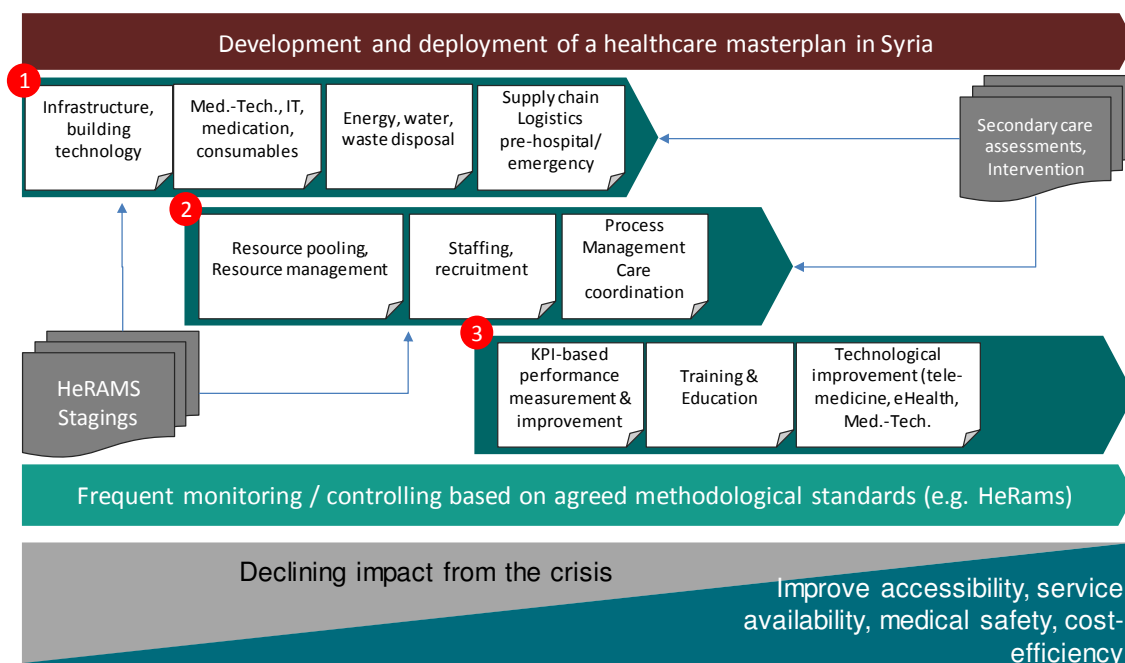 Development and deployment of a healthcare masterplan in Syria
1
Infrastructure,
building
technology
Med.-Tech., IT,
medication,
consumables
Energy, water,
waste disposal
Supply chain
Logistics
pre-hospital/
emergency
Secondary care
assessments,
Intervention
2
Resource pooling,
Resource management
Staffing,
recruitment
Process
Management
Care
coordination
HeRAMS
Stagings
3
KPI-based
performance
measurement &
improvement
Training &
Education
Technological
improvement (tele-
medicine, eHealth,
Med.-Tech.
Frequent monitoring / controlling based on agreed methodological standards (e.g. HeRams)
Declining impact from the crisis
Improve accessibility, service
availability, medical safety, cost-
efficiency